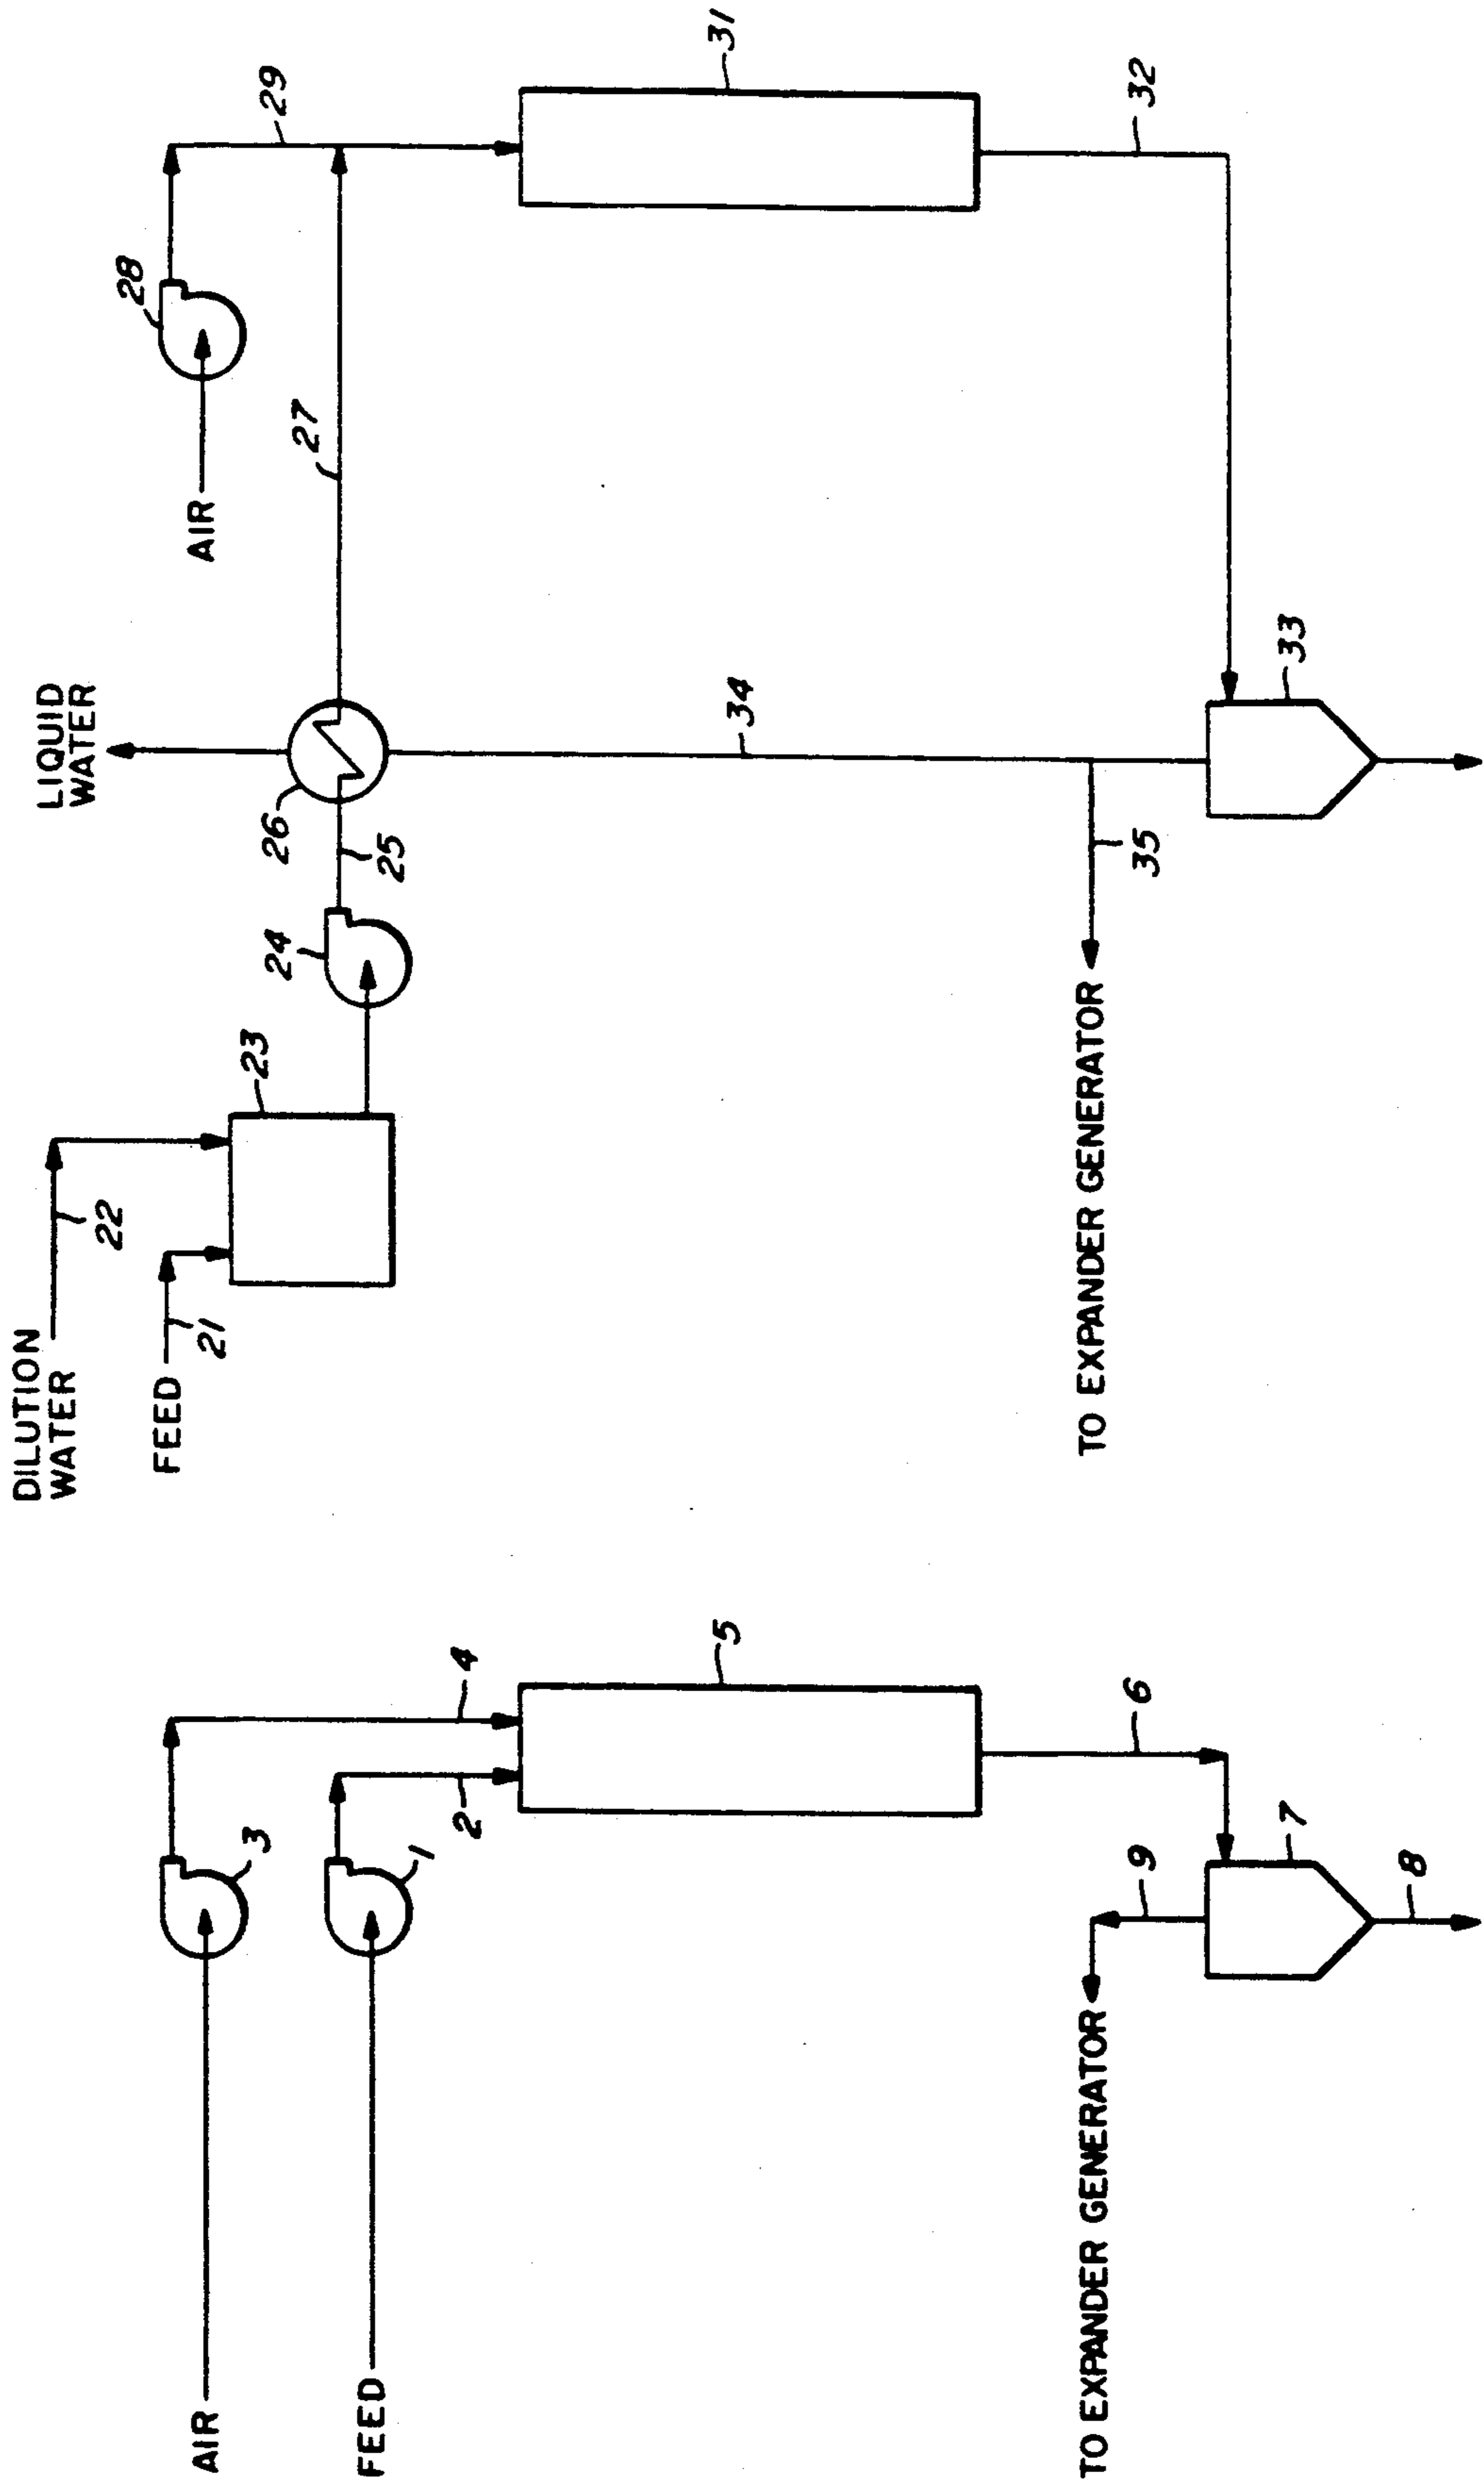 DILUTION
WATER
22
FEED
21
23
24
25
26
LIQUID
WATER
27
AIR
28
29
31
32
33
34
35
TO EXPANDER GENERATOR
AIR
3
4
FEED
1
2
5
6
7
8
9
TO EXPANDER GENERATOR